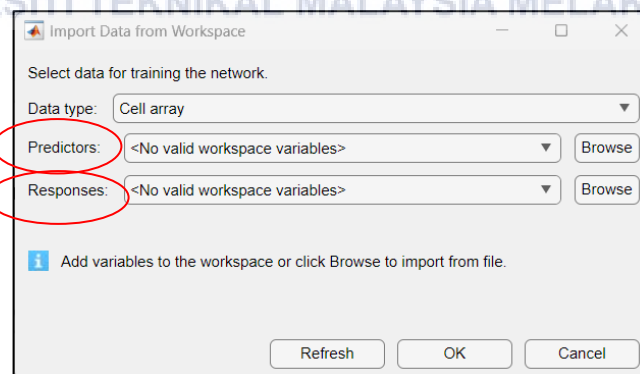 TEKNIKAL MALAYSIA
Import Data from Workspace
Select data for training the network.
Data type: Cell array
Predictors: <No valid workspace variables> Browse
Responses: <No valid workspace variables> Browse
i Add variables to the workspace or click Browse to import from file.
Refresh OK Cancel